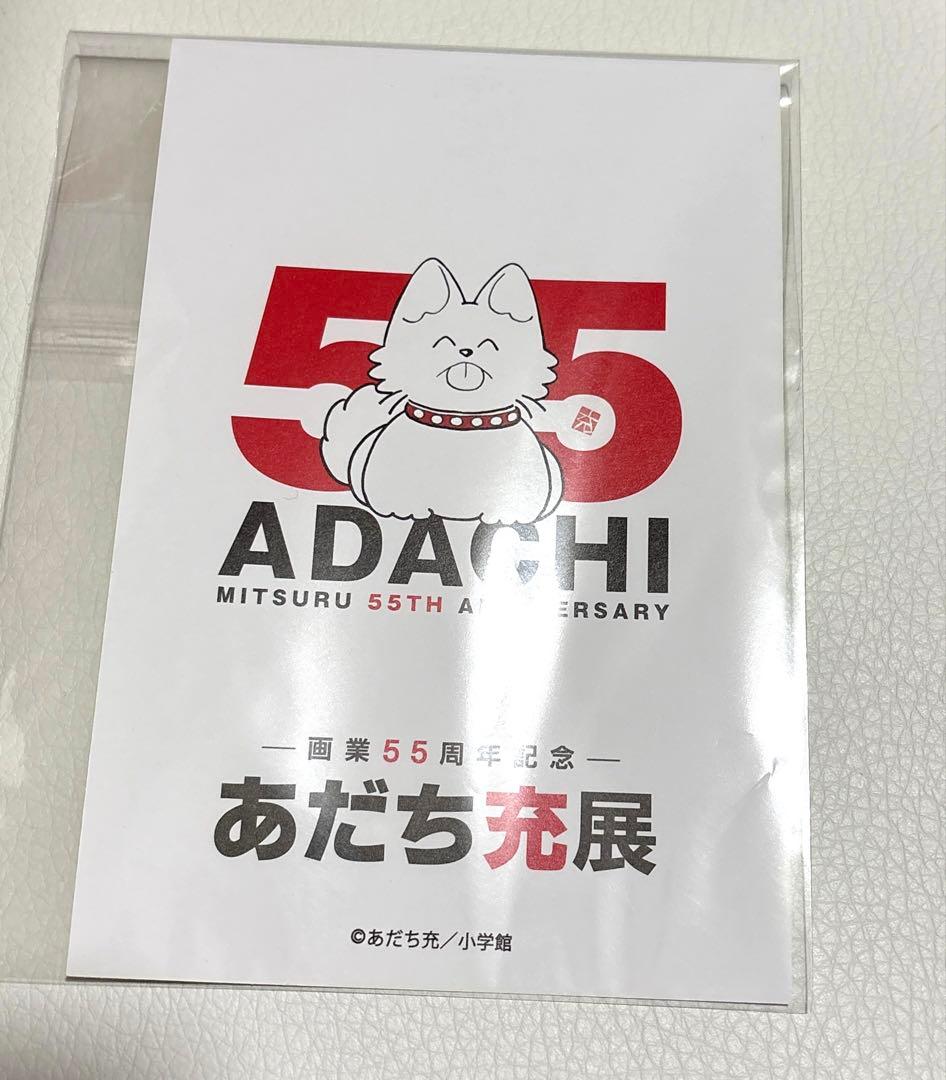 55
ADACHI
MITSURU 55TH ANNIVERSARY
画業55周年記念
あだち充展
©あだち充／小学館